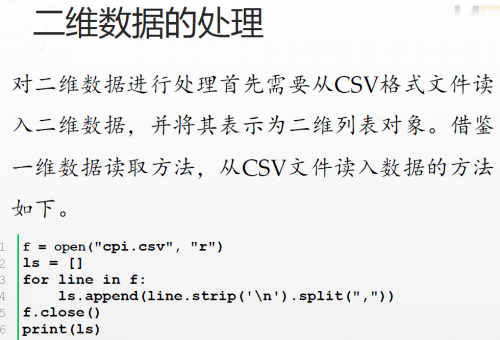 二维数据的处理
对二维数据进行处理首先需要从CSV格式文件读
入二维数据，并将其表示为二维列表对象。借鉴
一维数据读取方法，从CSV文件读入数据的方法
如下。
1 f = open("cpi.csv", "r")
2 ls = []
3 for line in f:
4     ls.append(line.strip('\n').split(","))
5 f.close()
6 print(ls)